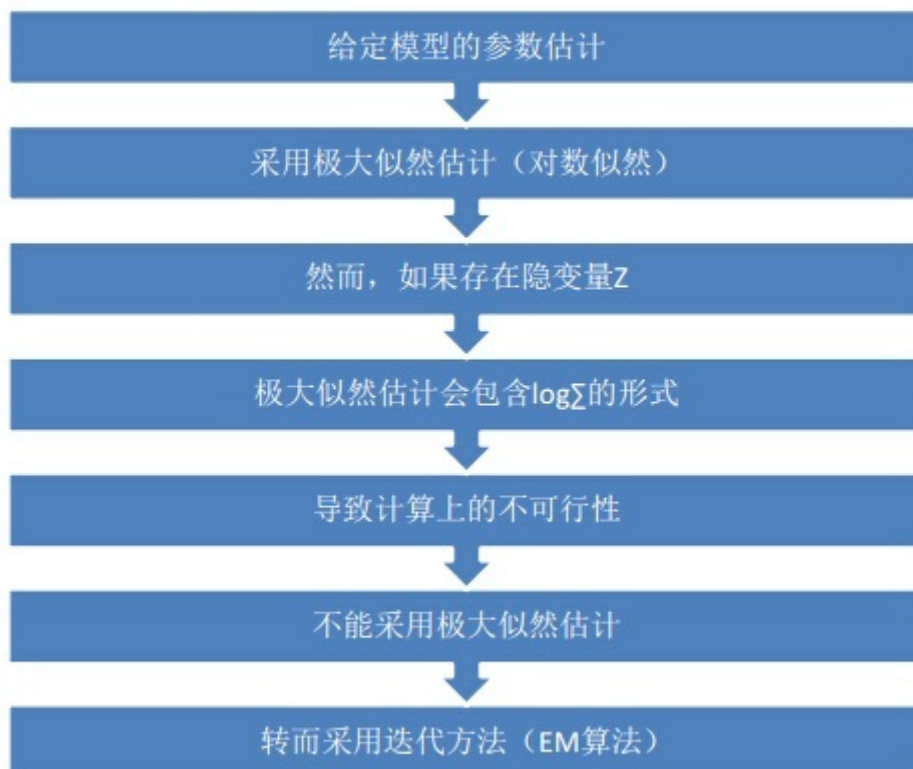 给定模型的参数估计
采用极大似然估计（对数似然）
然而，如果存在隐变量Z
极大似然估计会包含log∑的形式
导致计算上的不可行性
不能采用极大似然估计
转而采用迭代方法（EM算法）